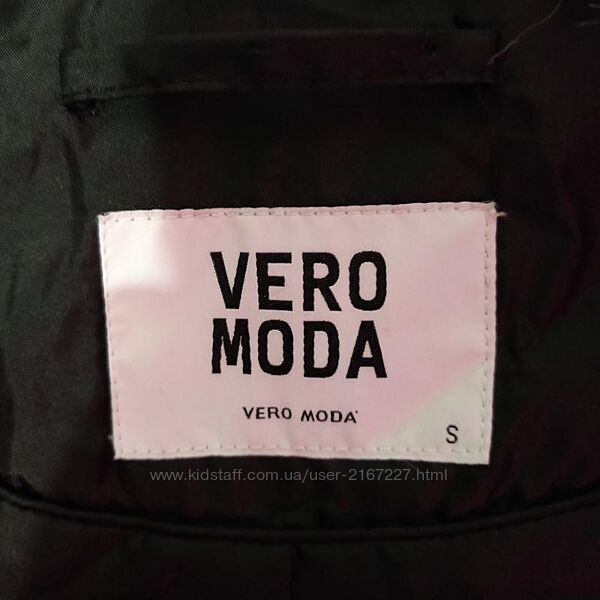 VERO
MODA
VERO MODA
S
www.kidstaff.com.ua/user-2167227.html